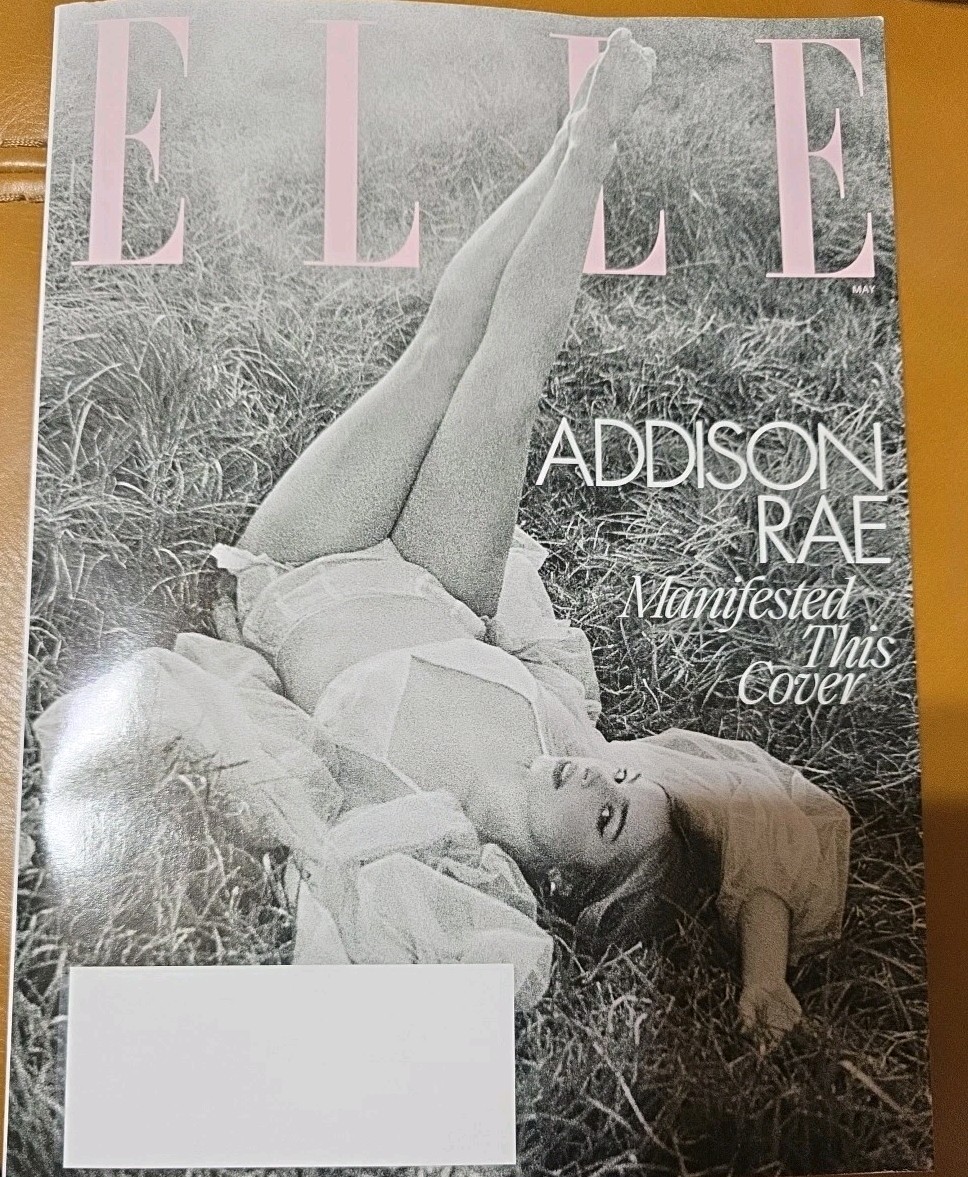 ELLE
MAY
ADDISON
RAE
Manifested
This
Cover